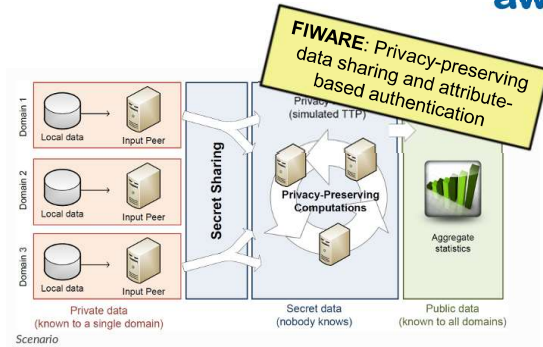 aw
FIWARE: Privacy-preserving
data sharing and attribute-
based authentication
Domain 1
Local data
Input Peer
Domain 2
Local data
Input Peer
Domain 3
Local data
Input Peer
Secret Sharing
(simulated TTP)
Privacy-Preserving
Computations
Aggregate
statistics
Private data
(known to a single domain)
Secret data
(nobody knows)
Public data
(known to all domains)
Scenario